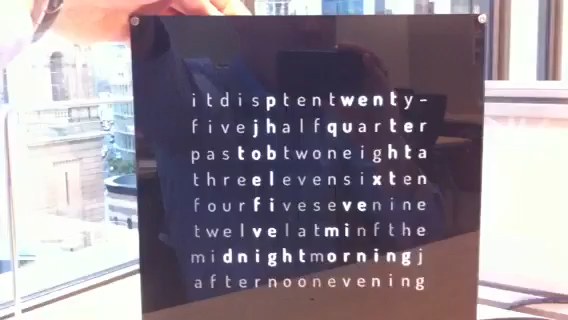 itdisptentwenty-
fivejhalfquarter
pastobtwoneighta
threelevensixten
fourfivesevenine
twelvelatminfthe
midnightmorningj
afternoonevening